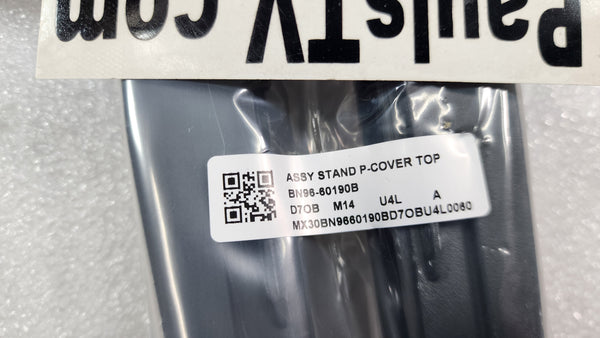 PaulsTV.com
ASSY STAND P-COVER TOP
BN96-60190B
D7OB M14 U4L A
MX30BN9660190BD7OBU4L0060